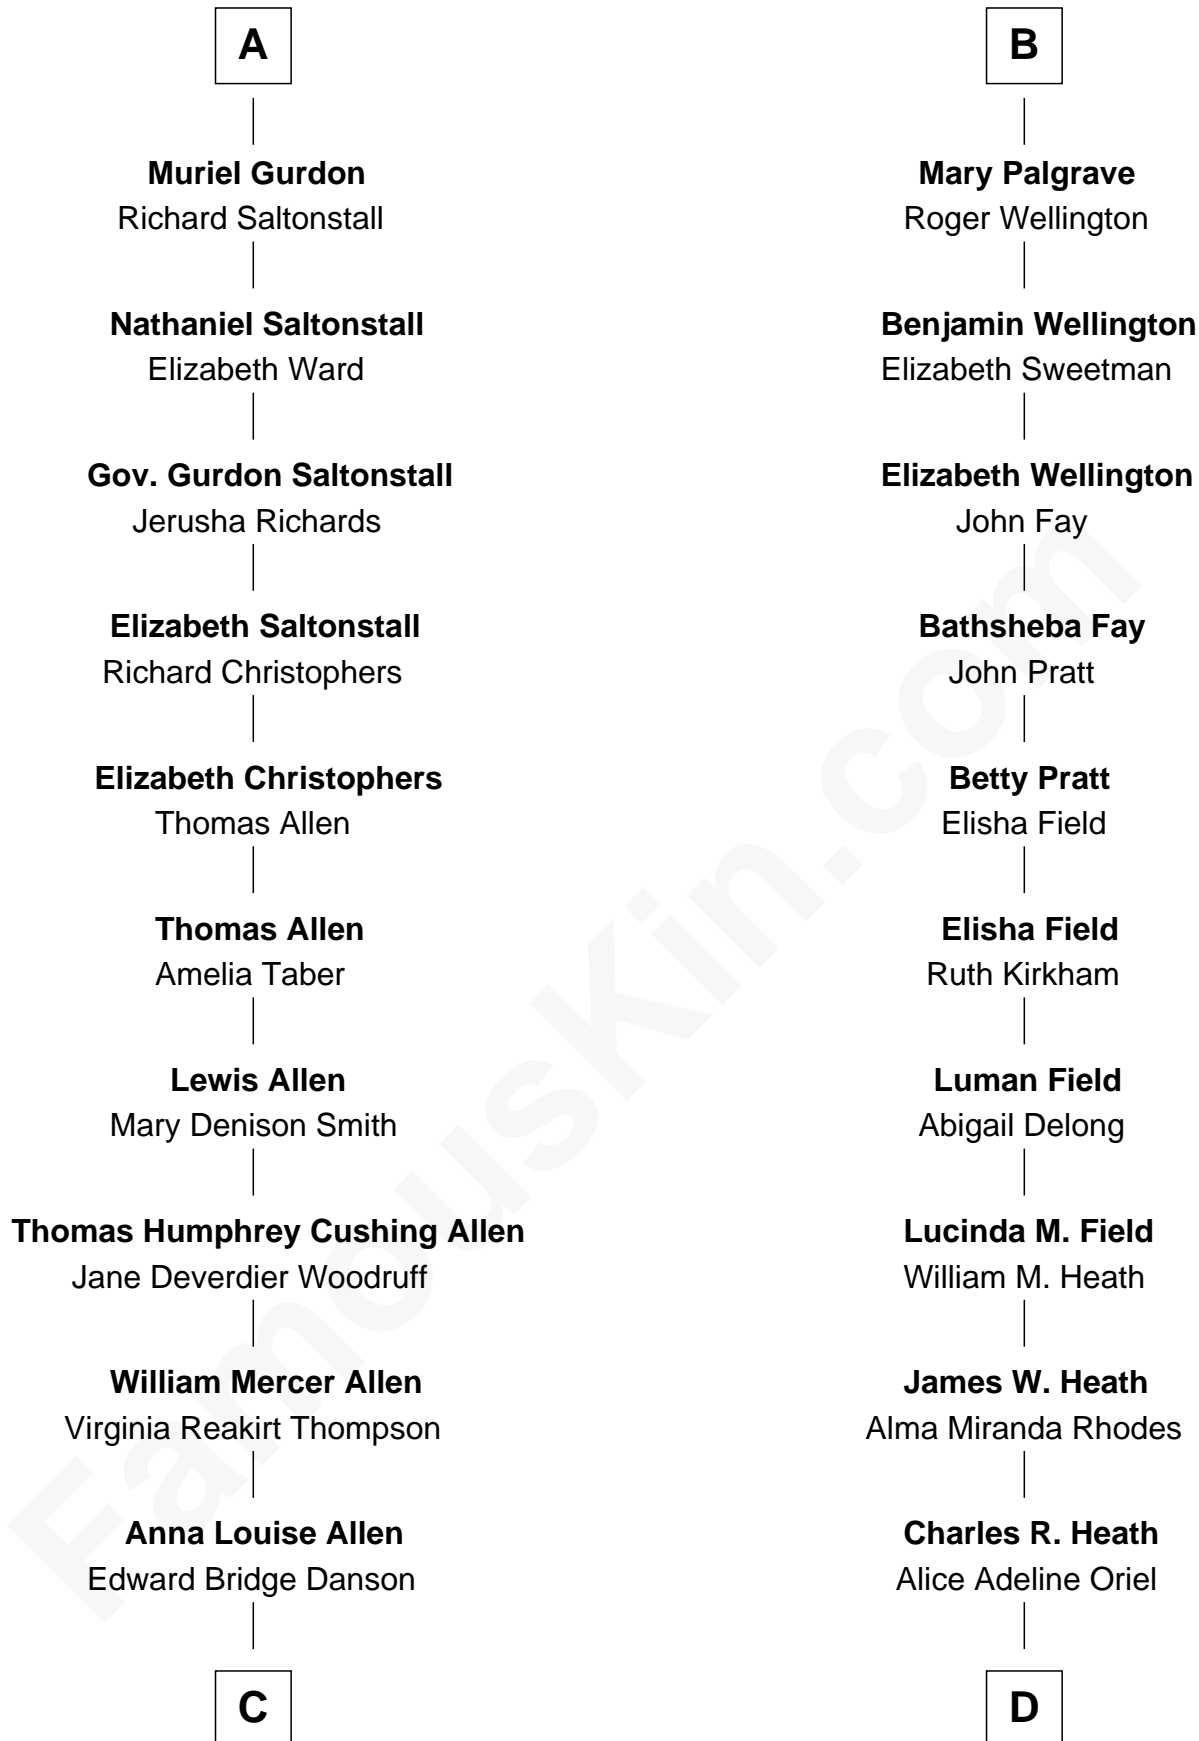 A
Muriel Gurdon
Richard Saltonstall
Nathaniel Saltonstall
Elizabeth Ward
Gov. Gurdon Saltonstall
Jerusha Richards
Elizabeth Saltonstall
Richard Christophers
Elizabeth Christophers
Thomas Allen
Thomas Allen
Amelia Taber
Lewis Allen
Mary Denison Smith
Thomas Humphrey Cushing Allen
Jane Deverdier Woodruff
William Mercer Allen
Virginia Reakirt Thompson
Anna Louise Allen
Edward Bridge Danson
C
B
Mary Palgrave
Roger Wellington
Benjamin Wellington
Elizabeth Sweetman
Elizabeth Wellington
John Fay
Bathsheba Fay
John Pratt
Betty Pratt
Elisha Field
Elisha Field
Ruth Kirkham
Luman Field
Abigail Delong
Lucinda M. Field
William M. Heath
James W. Heath
Alma Miranda Rhodes
Charles R. Heath
Alice Adeline Oriel
D
FamousKin.com